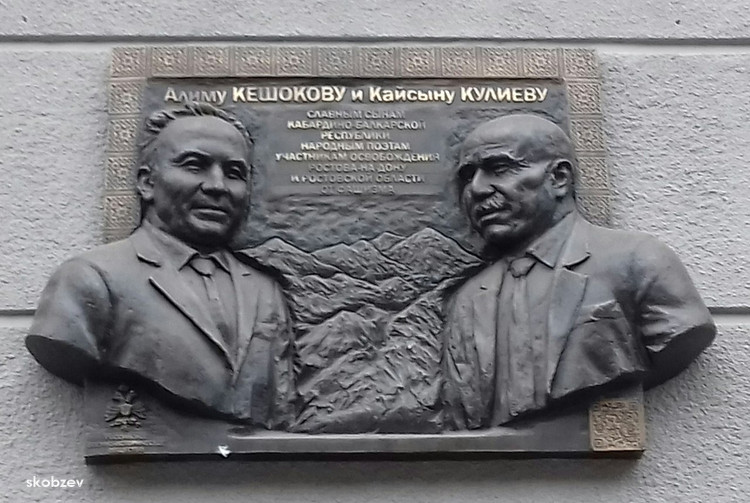 Алиму КЕШОКОВУ и Кайсыну КУЛИЕВУ
СЛАВНЫМ СЫНАМ
КАБАРДИНО-БАЛКАРСКОЙ
РЕСПУБЛИКИ,
НАРОДНЫМ ПОЭТАМ,
УЧАСТНИКАМ ОСВОБОЖДЕНИЯ
РОСТОВА-НА-ДОНУ
И РОСТОВСКОЙ ОБЛАСТИ
ОТ ФАШИЗМА
skobzev